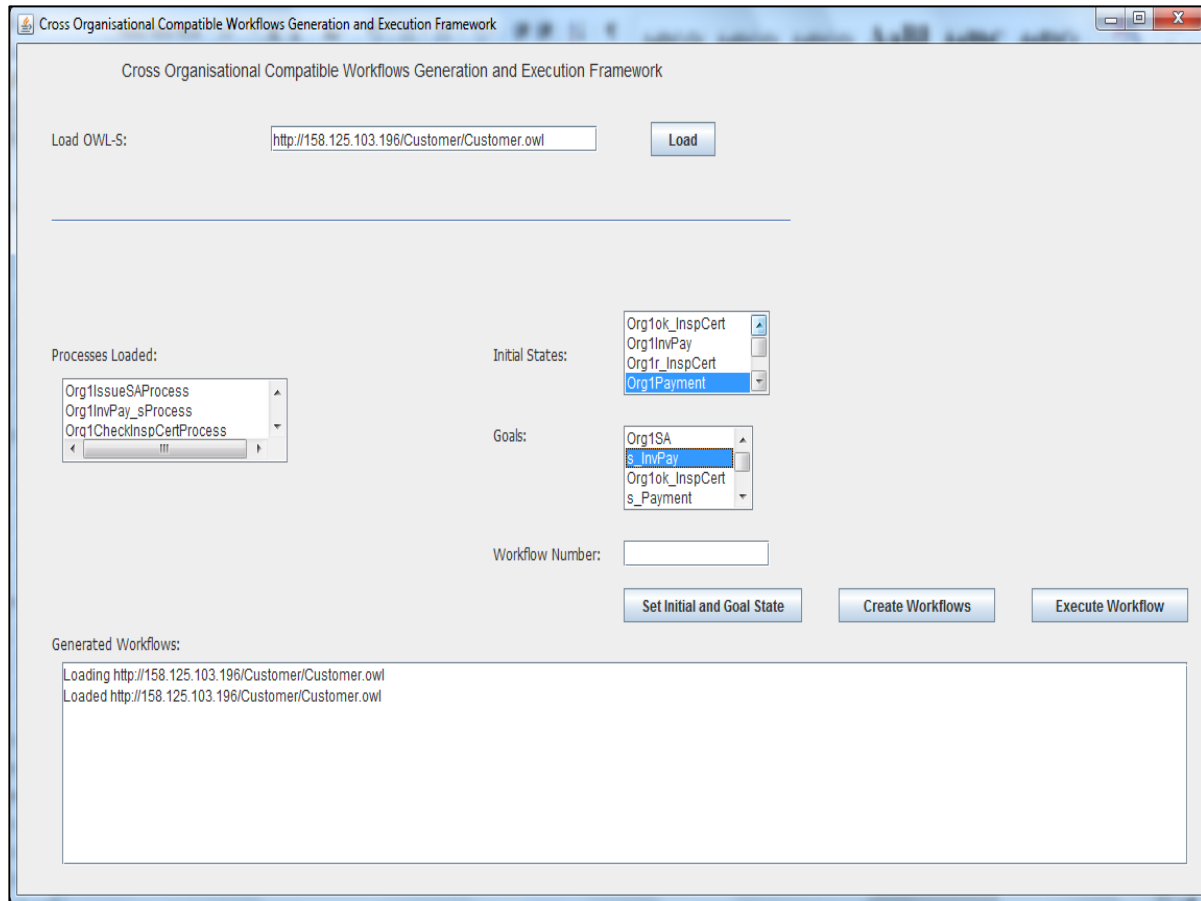 Cross Organisational Compatible Workflows Generation and Execution Framework
Cross Organisational Compatible Workflows Generation and Execution Framework
Load OWL-S:
http://158.125.103.196/Customer/Customer.owl
Load
Processes Loaded:
Org1IssueSAProcess
Org1InvPay_sProcess
Org1CheckInspCertProcess
Initial States:
Org1ok_InspCert
Org1InvPay
Org1r_InspCert
Org1Payment
Goals:
Org1SA
s_InvPay
Org1ok_InspCert
s_Payment
Workflow Number:
Set Initial and Goal State
Create Workflows
Execute Workflow
Generated Workflows:
Loading http://158.125.103.196/Customer/Customer.owl
Loaded http://158.125.103.196/Customer/Customer.owl